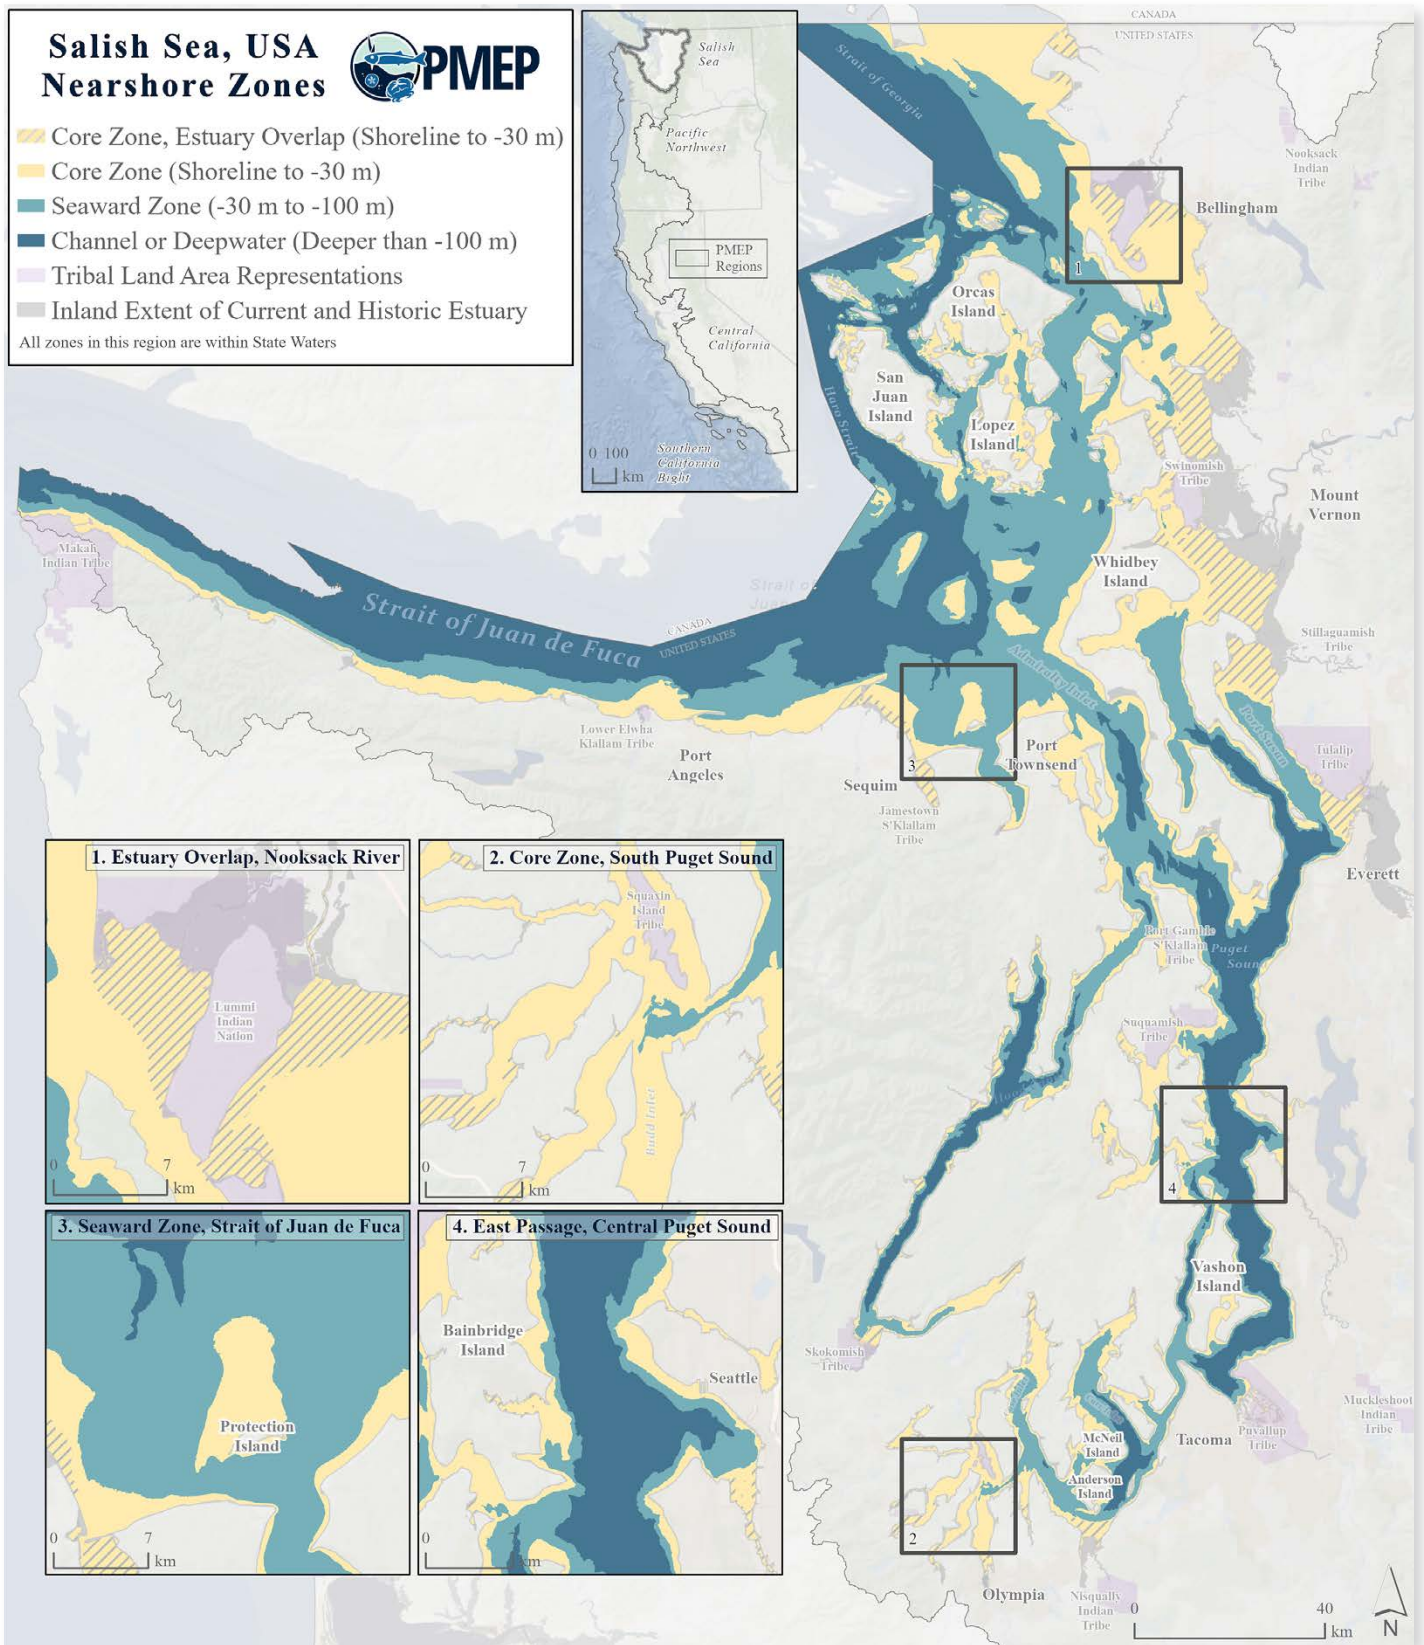 Salish Sea, USA
Nearshore Zones
PMEP
Core Zone, Estuary Overlap (Shoreline to -30 m)
Core Zone (Shoreline to -30 m)
Seaward Zone (-30 m to -100 m)
Channel or Deepwater (Deeper than -100 m)
Tribal Land Area Representations
Inland Extent of Current and Historic Estuary
All zones in this region are within State Waters
Salish
Sea
Pacific
Northwest
PMEP
Regions
Central
California
Southern
California
Bight
0 100
km
CANADA
UNITED STATES
Strait of Georgia
Nooksack
Indian
Tribe
Bellingham
1
Orcas
Island
San
Juan
Island
Haro Strait
Lopez
Island
Swinomish
Tribe
Mount
Vernon
Makah
Indian Tribe
Whidbey
Island
Strait of
Juan
Strait of Juan de Fuca
CANADA
UNITED STATES
Stillaguamish
Tribe
Admiralty Inlet
Port Susan
Lower Elwha
Klallam Tribe
Port
Angeles
3
Sequim
Port
Townsend
Tulalip
Tribe
Jamestown
S'Klallam
Tribe
Everett
Port Gamble
S'Klallam
Tribe
Puget
Sound
Suquamish
Tribe
4
Vashon
Island
Skokomish
Tribe
McNeil
Island
Anderson
Island
Tacoma
Puyallup
Tribe
Muckleshoot
Indian
Tribe
2
Olympia
Nisqually
Indian
Tribe
0 40
km
N
1. Estuary Overlap, Nooksack River
Lummi
Indian
Nation
0 7
km
2. Core Zone, South Puget Sound
Squaxin
Island
Tribe
Budd Inlet
0 7
km
3. Seaward Zone, Strait of Juan de Fuca
Protection
Island
0 7
km
4. East Passage, Central Puget Sound
Bainbridge
Island
Seattle
0
km